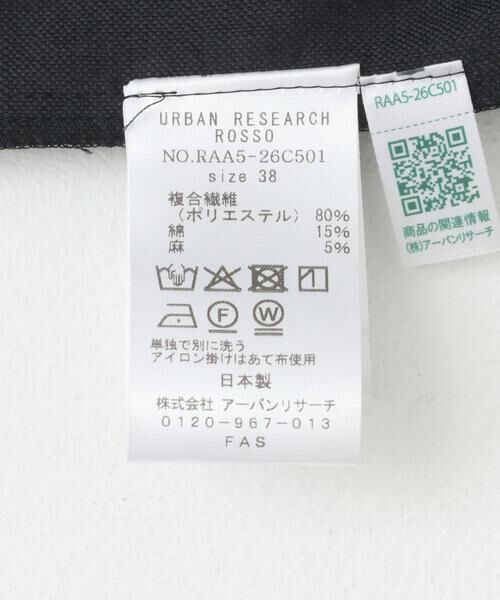 URBAN RESEARCH
ROSSO
NO.RAA5-26C501
size 38
複合繊維
(ポリエステル) 80%
綿 15%
麻 5%
F W
単独で別に洗う
アイロン掛けはあて布使用
日本製
株式会社 アーバンリサーチ
0120-967-013
FAS
RAA5-26C501
商品の関連情報
(株)アーバンリサーチ